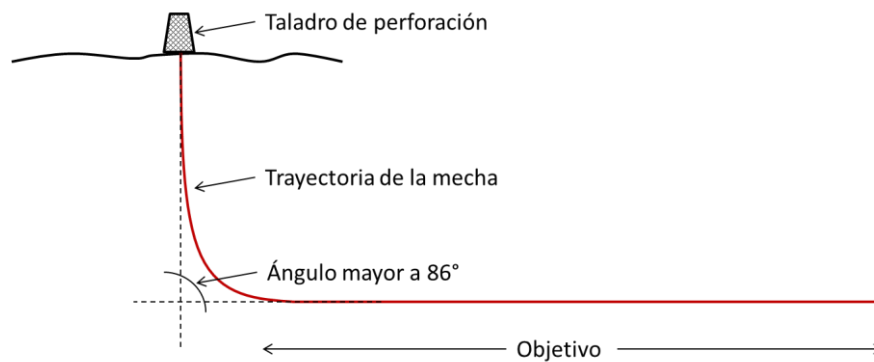 Taladro de perforación
Trayectoria de la mecha
Ángulo mayor a 86°
Objetivo